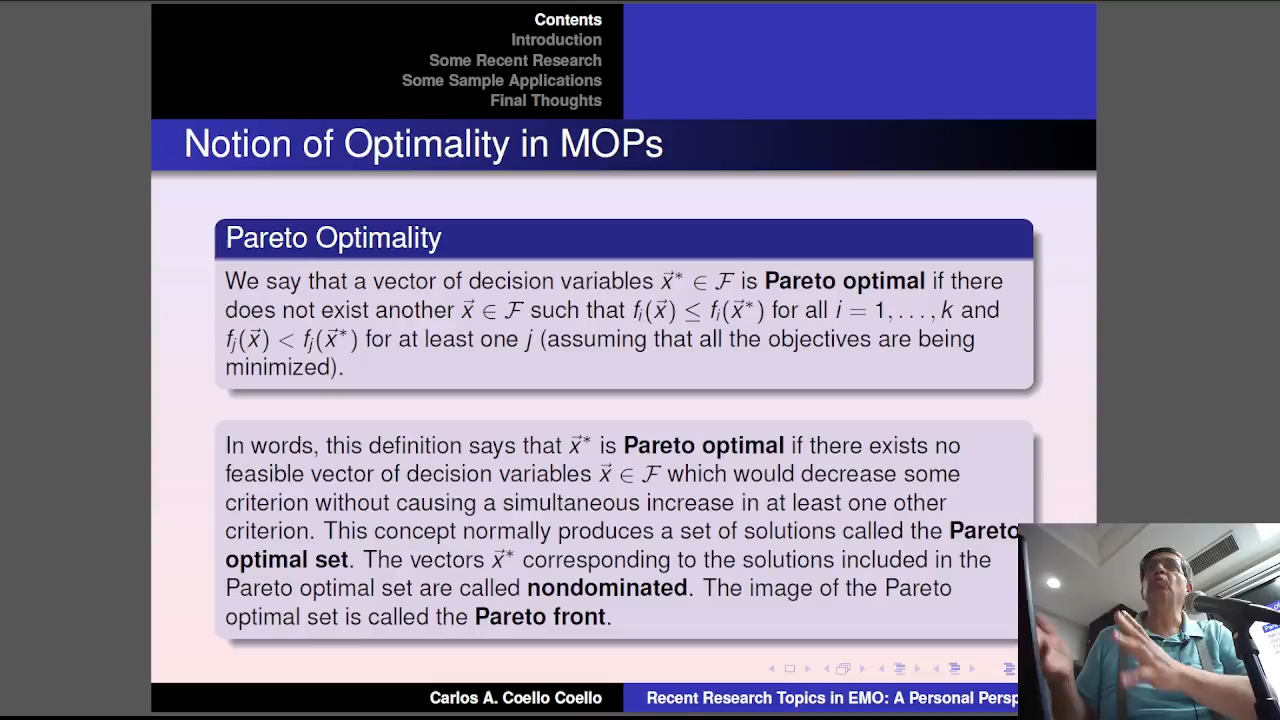 Contents
Introduction
Some Recent Research
Some Sample Applications
Final Thoughts
Notion of Optimality in MOPs
Pareto Optimality
We say that a vector of decision variables x⃗* ∈ ℱ is Pareto optimal if there
does not exist another x⃗ ∈ ℱ such that fᵢ(x⃗) ≤ fᵢ(x⃗*) for all i = 1, . . . , k and
fⱼ(x⃗) < fⱼ(x⃗*) for at least one j (assuming that all the objectives are being
minimized).
In words, this definition says that x⃗* is Pareto optimal if there exists no
feasible vector of decision variables x⃗ ∈ ℱ which would decrease some
criterion without causing a simultaneous increase in at least one other
criterion. This concept normally produces a set of solutions called the Pareto
optimal set. The vectors x⃗* corresponding to the solutions included in the
Pareto optimal set are called nondominated. The image of the Pareto
optimal set is called the Pareto front.
Carlos A. Coello Coello
Recent Research Topics in EMO: A Personal Persp